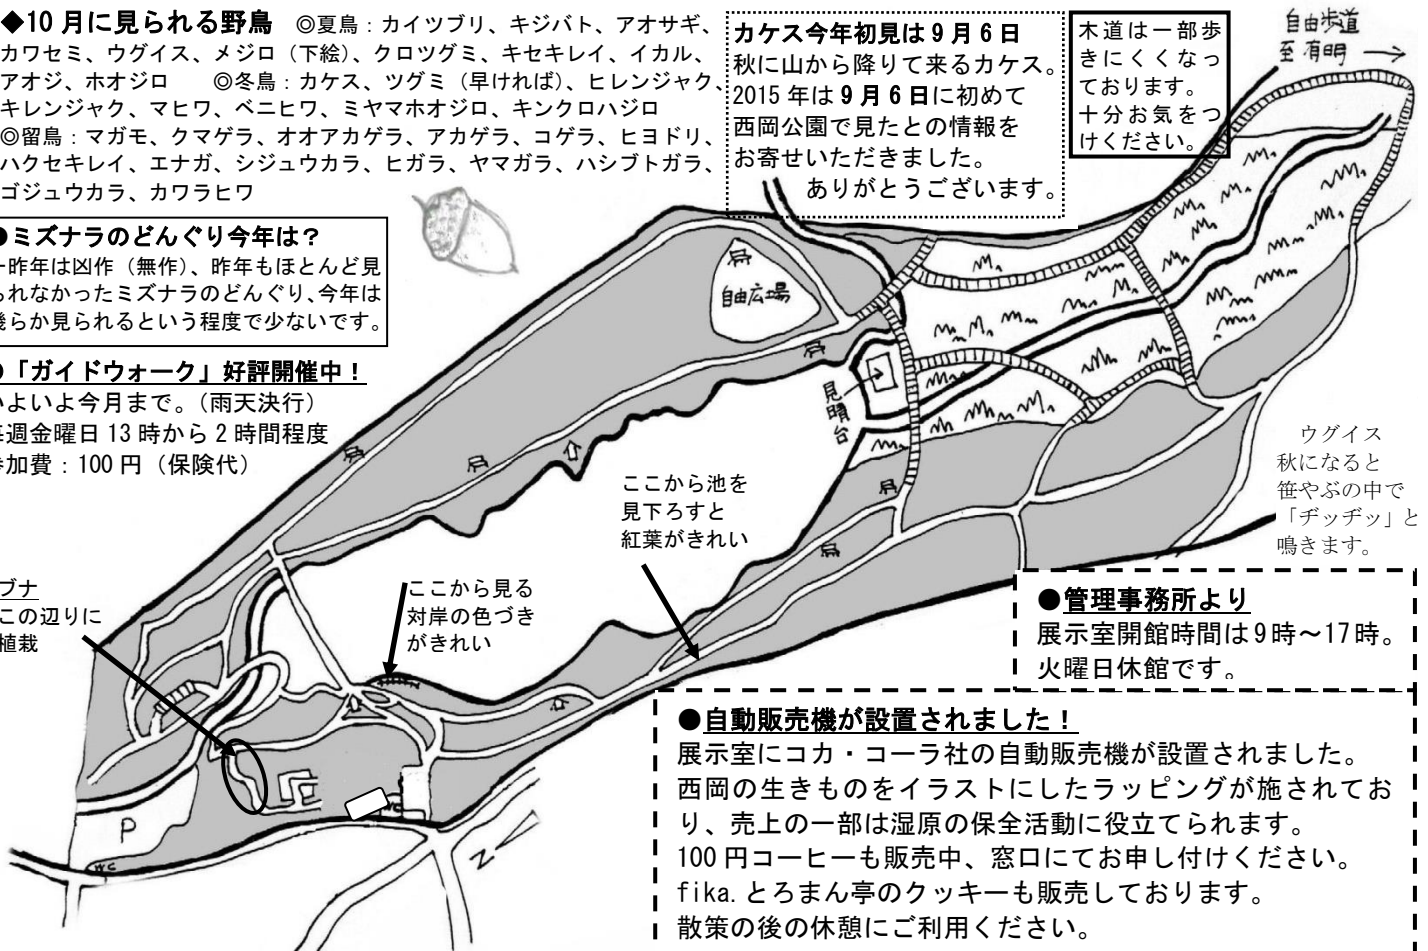 ◆10月に見られる野鳥　◎夏鳥：カイツブリ、キジバト、アオサギ、
カワセミ、ウグイス、メジロ（下絵）、クロツグミ、キセキレイ、イカル、
アオジ、ホオジロ　　◎冬鳥：カケス、ツグミ（早ければ）、ヒレンジャク、
キレンジャク、マヒワ、ベニヒワ、ミヤマホオジロ、キンクロハジロ
◎留鳥：マガモ、クマゲラ、オオアカゲラ、アカゲラ、コゲラ、ヒヨドリ、
ハクセキレイ、エナガ、シジュウカラ、ヒガラ、ヤマガラ、ハシブトガラ、
ゴジュウカラ、カワラヒワ
カケス今年初見は9月6日
秋に山から降りて来るカケス。
2015年は9月6日に初めて
西岡公園で見たとの情報を
お寄せいただきました。
ありがとうございます。
木道は一部歩
きにくくなっ
ております。
十分お気をつ
けください。
自由歩道
至有明
●ミズナラのどんぐり今年は？
一昨年は凶作（無作）、昨年もほとんど見
られなかったミズナラのどんぐり、今年は
幾らか見られるという程度で少ないです。
●「ガイドウォーク」好評開催中！
いよいよ今月まで。（雨天決行）
毎週金曜日13時から2時間程度
参加費：100円（保険代）
自由広場
見晴台
ここから池を
見下ろすと
紅葉がきれい
ウグイス
秋になると
笹やぶの中で
「ヂッヂッ」と
鳴きます。
ブナ
この辺りに
植栽
ここから見る
対岸の色づき
がきれい
●管理事務所より
展示室開館時間は9時～17時。
火曜日休館です。
●自動販売機が設置されました！
展示室にコカ・コーラ社の自動販売機が設置されました。
西岡の生きものをイラストにしたラッピングが施されてお
り、売上の一部は湿原の保全活動に役立てられます。
100円コーヒーも販売中、窓口にてお申し付けください。
fika.とろまん亭のクッキーも販売しております。
散策の後の休憩にご利用ください。
P
WC
WC
N